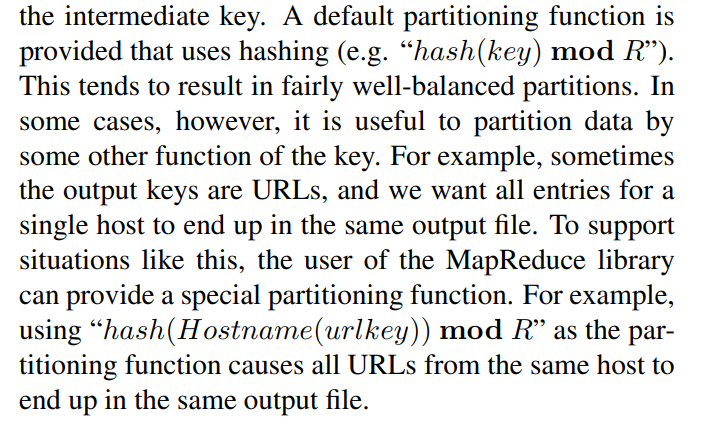 the intermediate key. A default partitioning function is
provided that uses hashing (e.g. “hash(key) mod R”).
This tends to result in fairly well-balanced partitions. In
some cases, however, it is useful to partition data by
some other function of the key. For example, sometimes
the output keys are URLs, and we want all entries for a
single host to end up in the same output file. To support
situations like this, the user of the MapReduce library
can provide a special partitioning function. For example,
using “hash(Hostname(urlkey)) mod R” as the par-
titioning function causes all URLs from the same host to
end up in the same output file.